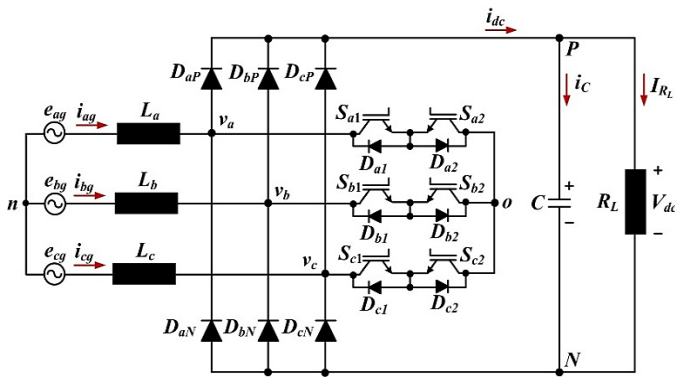 i_dc
P
D_aP D_bP D_cP
i_C I_R_L
e_ag i_ag L_a v_a S_a1 S_a2
D_a1 D_a2
e_bg i_bg L_b v_b S_b1 S_b2
n o C + R_L + V_dc
D_b1 D_b2 − −
e_cg i_cg L_c v_c S_c1 S_c2
D_c1 D_c2
D_aN D_bN D_cN
N